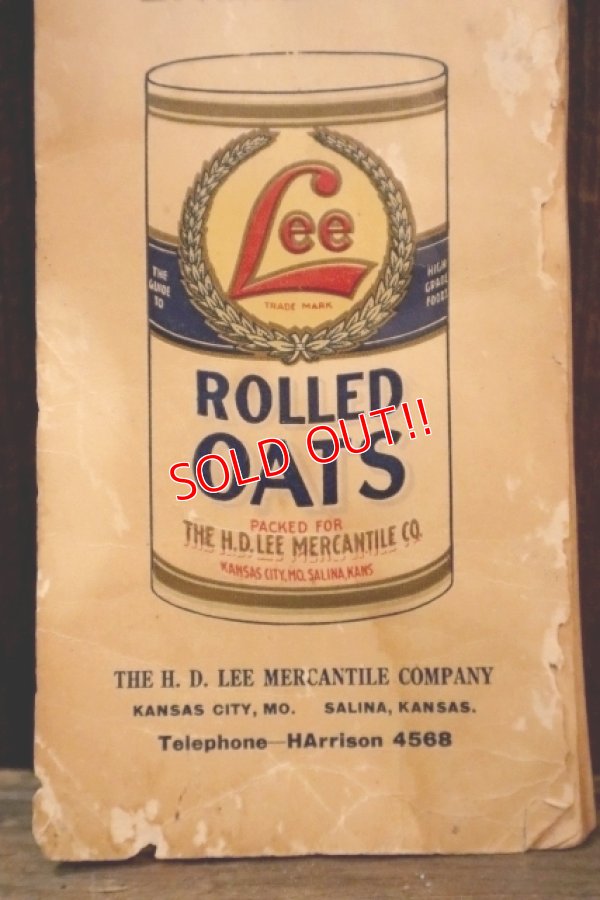 Lee
TRADE MARK
THE
GUIDE
TO
HIGH
GRADE
FOODS
ROLLED
OATS
SOLD OUT!!
PACKED FOR
THE H.D. LEE MERCANTILE CO.
KANSAS CITY, MO. SALINA, KANS
THE H. D. LEE MERCANTILE COMPANY
KANSAS CITY, MO. SALINA, KANSAS.
Telephone—HArrison 4568